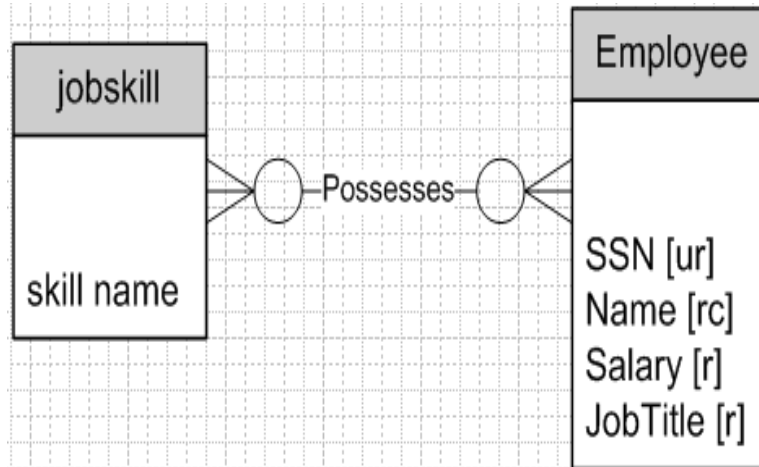 jobskill
skill name
Possesses
Employee
SSN [ur]
Name [rc]
Salary [r]
JobTitle [r]